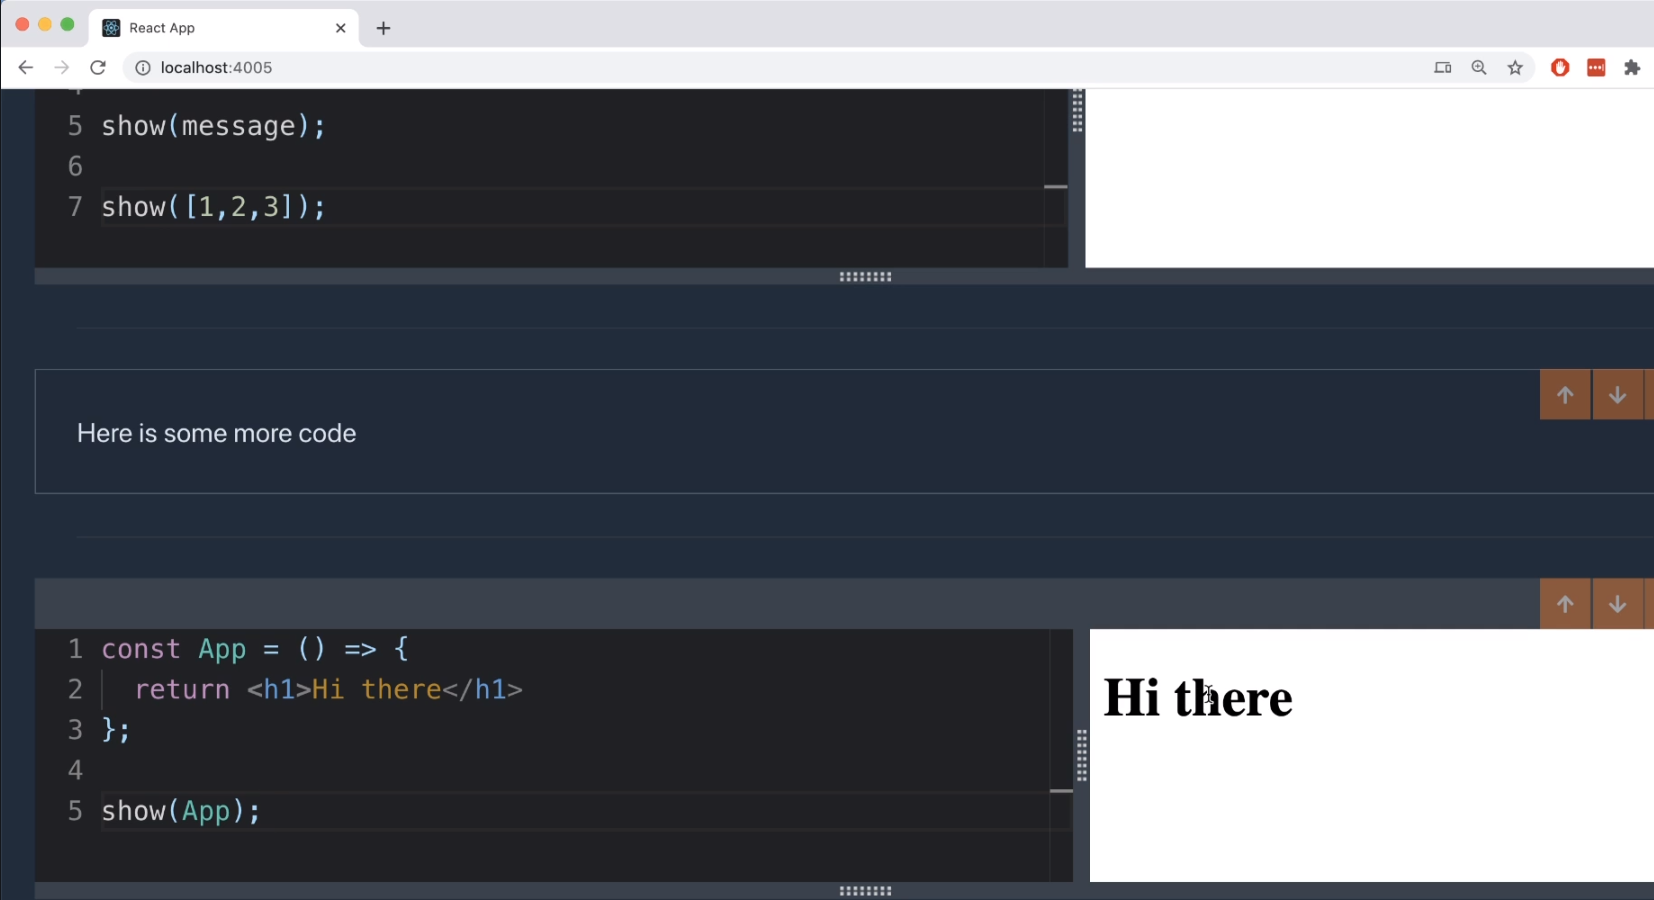 React App
localhost:4005
5 show(message);
6
7 show([1,2,3]);
Here is some more code
1 const App = () => {
2 return <h1>Hi there</h1>
3 };
4
5 show(App);
Hi there